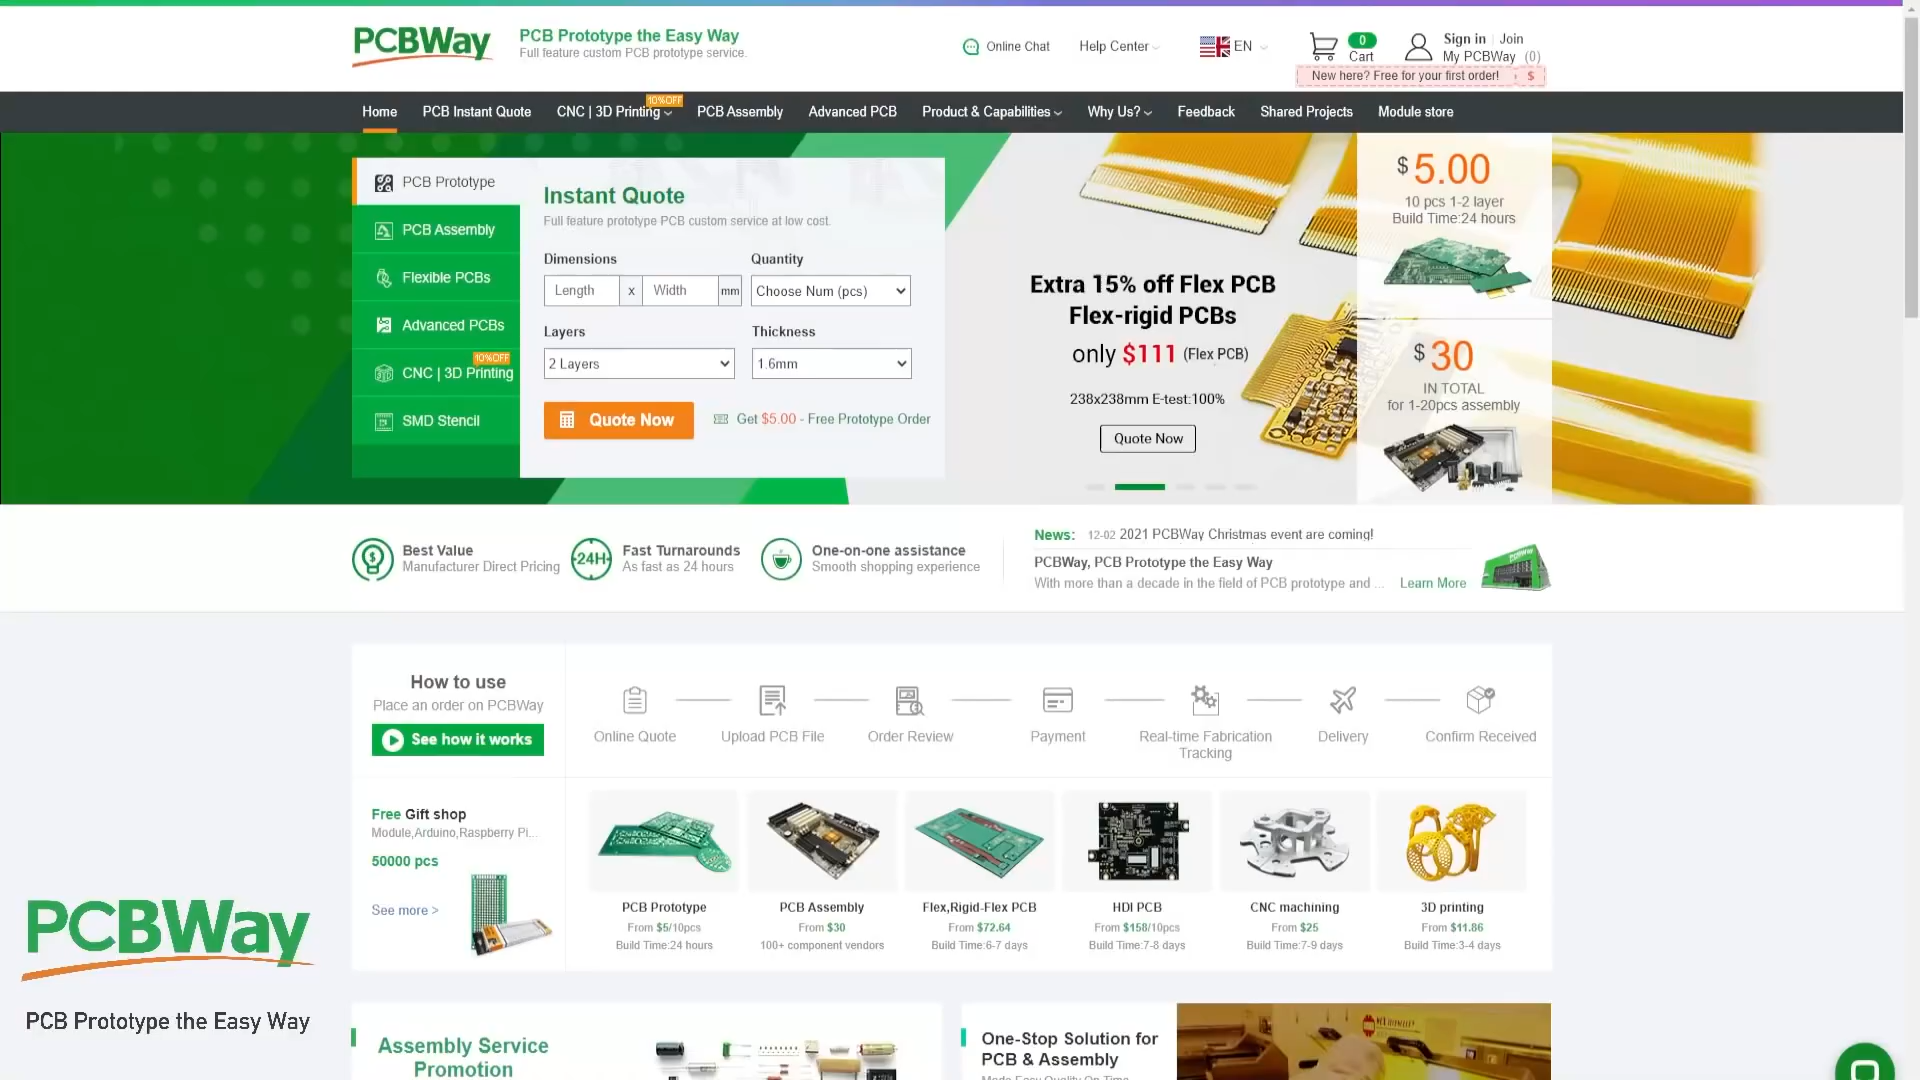 PCBWay
PCB Prototype the Easy Way
Full feature custom PCB prototype service.
Online Chat
Help Center
EN
0
Cart
Sign in | Join
My PCBWay (0)
New here? Free for your first order! $
Home
PCB Instant Quote
CNC | 3D Printing
10%OFF
PCB Assembly
Advanced PCB
Product & Capabilities
Why Us?
Feedback
Shared Projects
Module store
PCB Prototype
PCB Assembly
Flexible PCBs
Advanced PCBs
10%OFF
CNC | 3D Printing
SMD Stencil
Instant Quote
Full feature prototype PCB custom service at low cost.
Dimensions
Quantity
Length x Width mm
Choose Num (pcs)
Layers
Thickness
2 Layers
1.6mm
Quote Now
Get $5.00 - Free Prototype Order
Extra 15% off Flex PCB
Flex-rigid PCBs
only $111 (Flex PCB)
238x238mm E-test:100%
Quote Now
$ 5.00
10 pcs 1-2 layer
Build Time:24 hours
$ 30
IN TOTAL
for 1-20pcs assembly
Best Value
Manufacturer Direct Pricing
24H
Fast Turnarounds
As fast as 24 hours
One-on-one assistance
Smooth shopping experience
News: 12-02 2021 PCBWay Christmas event are coming!
PCBWay, PCB Prototype the Easy Way
With more than a decade in the field of PCB prototype and ... Learn More
How to use
Place an order on PCBWay
See how it works
Online Quote
Upload PCB File
Order Review
Payment
Real-time Fabrication
Tracking
Delivery
Confirm Received
Free Gift shop
Module,Arduino,Raspberry Pi...
50000 pcs
See more >
PCB Prototype
From $5/10pcs
Build Time:24 hours
PCB Assembly
From $30
100+ component vendors
Flex,Rigid-Flex PCB
From $72.64
Build Time:6-7 days
HDI PCB
From $158/10pcs
Build Time:7-8 days
CNC machining
From $25
Build Time:7-9 days
3D printing
From $11.86
Build Time:3-4 days
PCBWay
PCB Prototype the Easy Way
Assembly Service
Promotion
One-Stop Solution for
PCB & Assembly
Made Easy Quality On Time